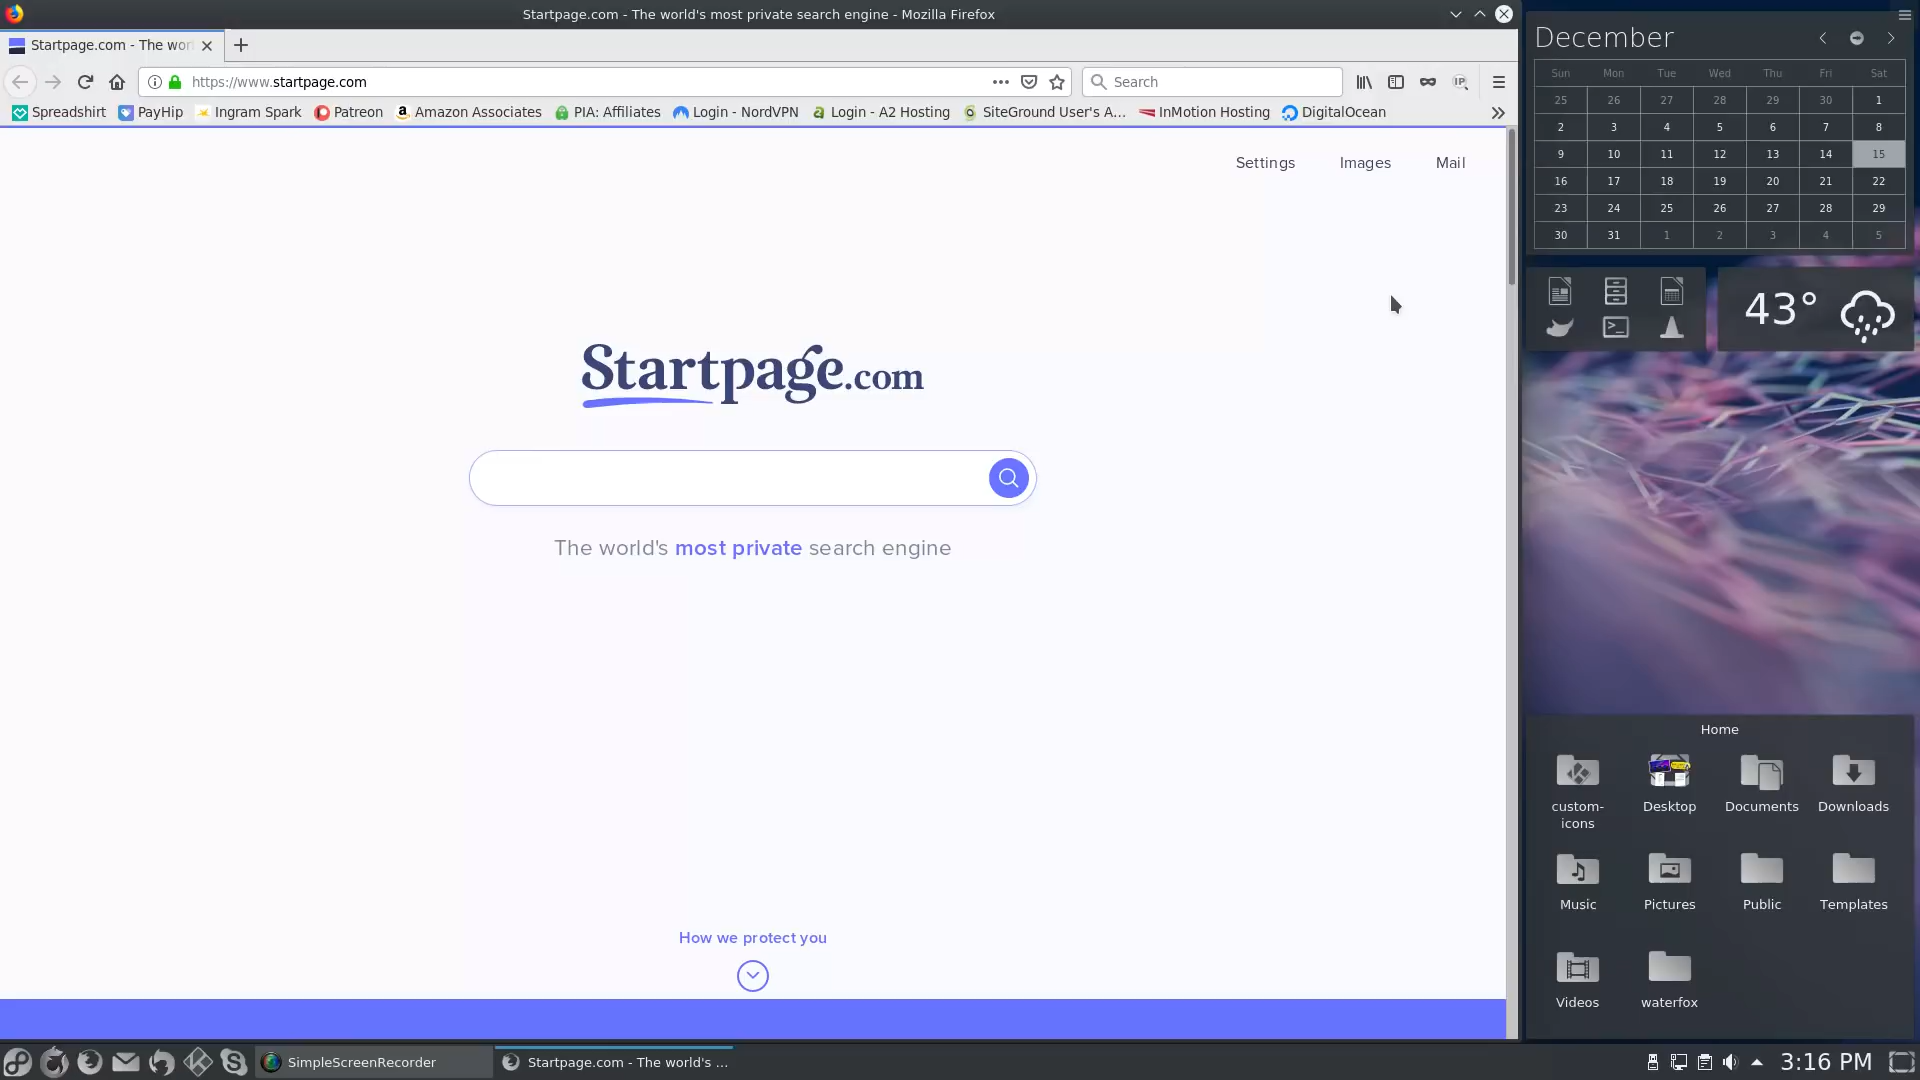 Startpage.com - The world's most private search engine - Mozilla Firefox
Startpage.com - The wor
https://www.startpage.com
Search
IP
Spreadshirt
PayHip
Ingram Spark
Patreon
Amazon Associates
PIA: Affiliates
Login - NordVPN
Login - A2 Hosting
SiteGround User's A...
InMotion Hosting
DigitalOcean
Settings
Images
Mail
Startpage.com
The world's most private search engine
How we protect you
December
Sun Mon Tue Wed Thu Fri Sat
25 26 27 28 29 30 1
2 3 4 5 6 7 8
9 10 11 12 13 14 15
16 17 18 19 20 21 22
23 24 25 26 27 28 29
30 31 1 2 3 4 5
43°
Home
custom-
icons
Desktop
Documents
Downloads
Music
Pictures
Public
Templates
Videos
waterfox
SimpleScreenRecorder
Startpage.com - The world's ...
3:16 PM